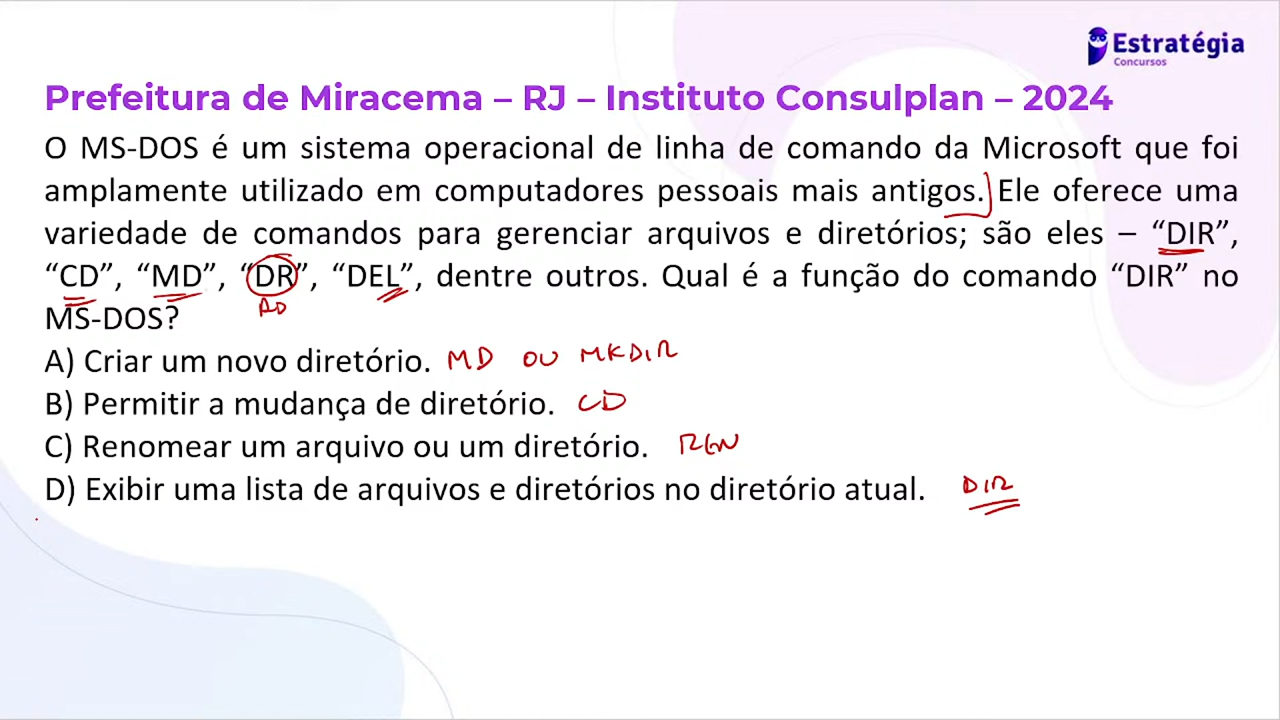 Estratégia
Concursos
Prefeitura de Miracema – RJ – Instituto Consulplan – 2024
O MS-DOS é um sistema operacional de linha de comando da Microsoft que foi
amplamente utilizado em computadores pessoais mais antigos. Ele oferece uma
variedade de comandos para gerenciar arquivos e diretórios; são eles – “DIR”,
“CD”, “MD”, “DR”, “DEL”, dentre outros. Qual é a função do comando “DIR” no
RD
MS-DOS?
A) Criar um novo diretório. MD OU MKDIR
B) Permitir a mudança de diretório. CD
C) Renomear um arquivo ou um diretório. REN
D) Exibir uma lista de arquivos e diretórios no diretório atual. DIR